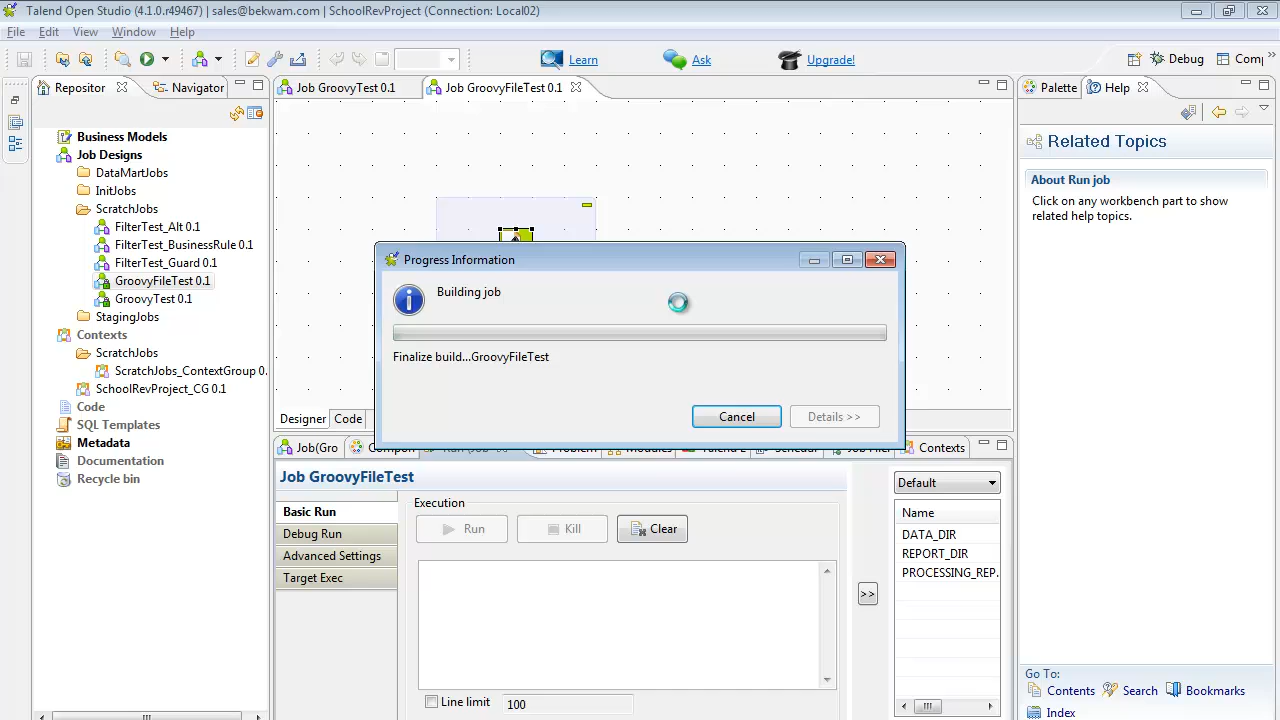 Talend Open Studio (4.1.0.r49467) | sales@bekwam.com | SchoolRevProject (Connection: Local02)
File Edit View Window Help
Learn Ask Upgrade! Debug
Repositor Navigator Job GroovyTest 0.1 Job GroovyFileTest 0.1 Palette Help
Business Models
Job Designs
DataMartJobs
InitJobs
ScratchJobs
FilterTest_Alt 0.1
FilterTest_BusinessRule 0.1
FilterTest_Guard 0.1
GroovyFileTest 0.1
GroovyTest 0.1
StagingJobs
Contexts
ScratchJobs
ScratchJobs_ContextGroup 0.
SchoolRevProject_CG 0.1
Code
SQL Templates
Metadata
Documentation
Recycle bin
Related Topics
About Run job
Click on any workbench part to show
related help topics.
Progress Information
Building job
Finalize build...GroovyFileTest
Cancel Details >>
Designer Code
Job(Gro Contexts
Job GroovyFileTest
Basic Run
Debug Run
Advanced Settings
Target Exec
Execution
Run Kill Clear
Line limit 100
>>
Default
Name
DATA_DIR
REPORT_DIR
PROCESSING_REP.
Go To:
Contents Search Bookmarks
Index